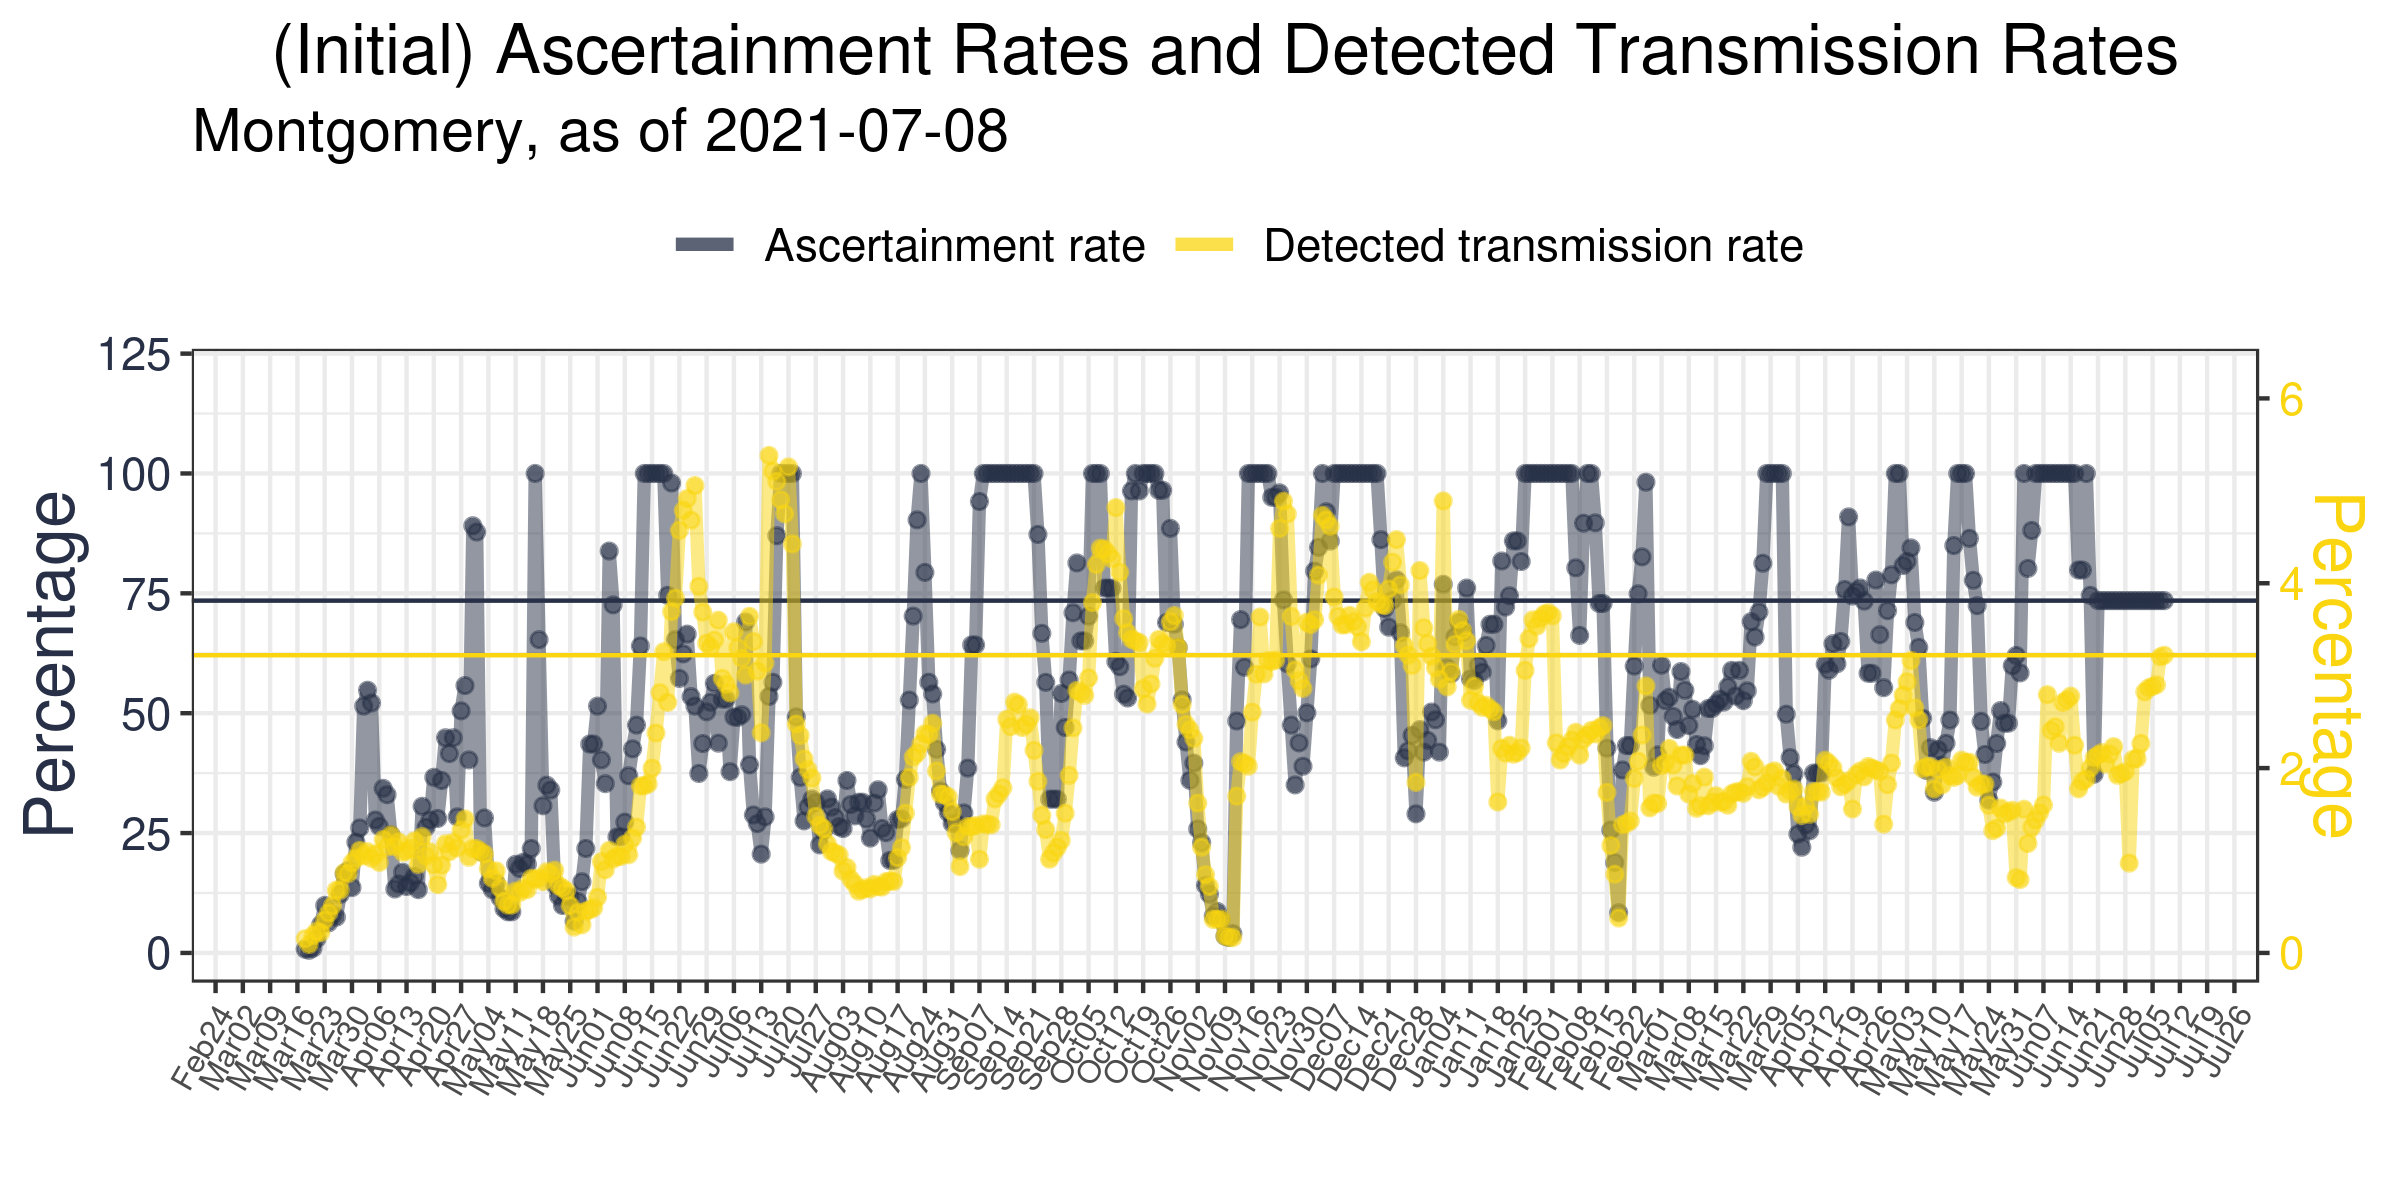 (Initial) Ascertainment Rates and Detected Transmission Rates
Montgomery, as of 2021-07-08
Ascertainment rate Detected transmission rate
Percentage
125
100
75
50
25
0
6
4
2
0
Percentage
Feb24 Mar02 Mar09 Mar16 Mar23 Mar30 Apr06 Apr13 Apr20 Apr27 May04 May11 May18 May25 Jun01 Jun08 Jun15 Jun22 Jun29 Jul06 Jul13 Jul20 Jul27 Aug03 Aug10 Aug17 Aug24 Aug31 Sep07 Sep14 Sep21 Sep28 Oct05 Oct12 Oct19 Oct26 Nov02 Nov09 Nov16 Nov23 Nov30 Dec07 Dec14 Dec21 Dec28 Jan04 Jan11 Jan18 Jan25 Feb01 Feb08 Feb15 Feb22 Mar01 Mar08 Mar15 Mar22 Mar29 Apr05 Apr12 Apr19 Apr26 May03 May10 May17 May24 May31 Jun07 Jun14 Jun21 Jun28 Jul05 Jul12 Jul19 Jul26